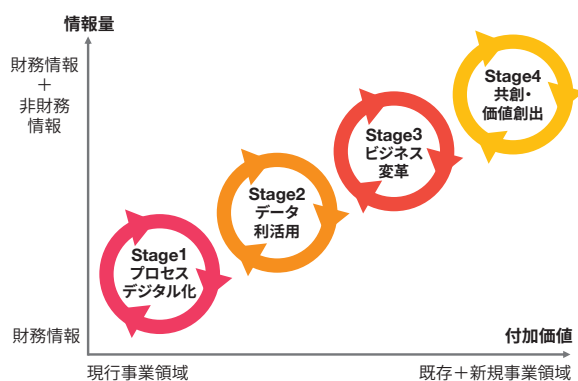 情報量
財務情報
＋
非財務
情報
Stage4
共創・
価値創出
Stage3
ビジネス
変革
Stage2
データ
利活用
Stage1
プロセス
デジタル化
財務情報
付加価値
現行事業領域
既存＋新規事業領域